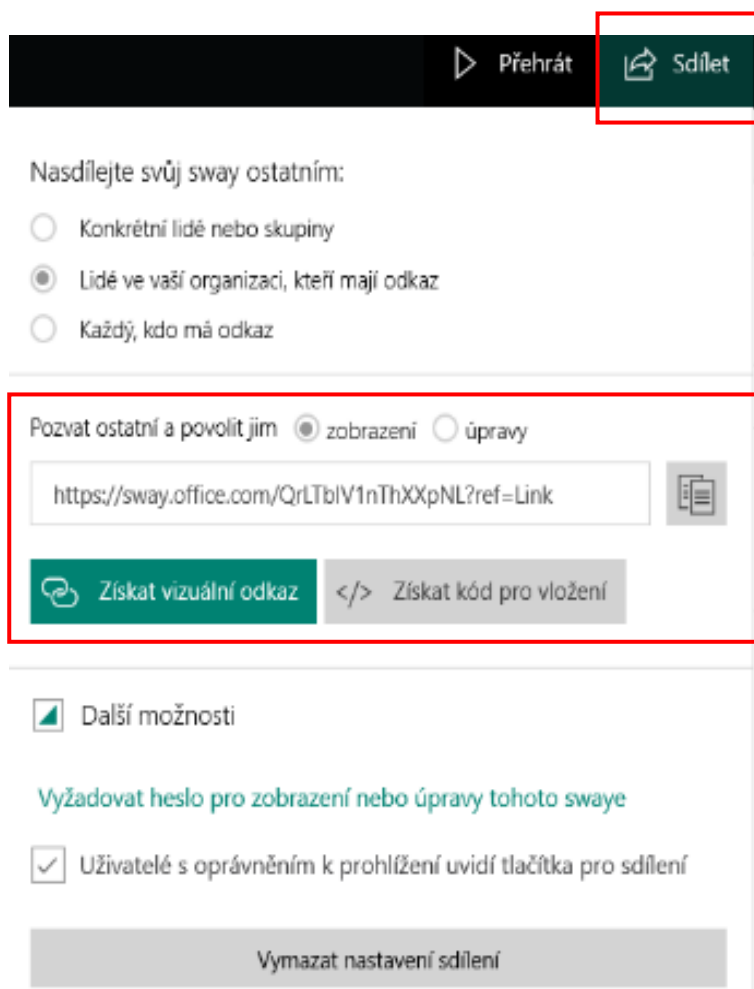 Přehrát Sdílet
Nasdílejte svůj sway ostatním:
Konkrétní lidé nebo skupiny
Lidé ve vaší organizaci, kteří mají odkaz
Každý, kdo má odkaz
Pozvat ostatní a povolit jim zobrazení úpravy
https://sway.office.com/QrLTbIV1nThXXpNL?ref=Link
Získat vizuální odkaz </> Získat kód pro vložení
Další možnosti
Vyžadovat heslo pro zobrazení nebo úpravy tohoto swaye
Uživatelé s oprávněním k prohlížení uvidí tlačítka pro sdílení
Vymazat nastavení sdílení